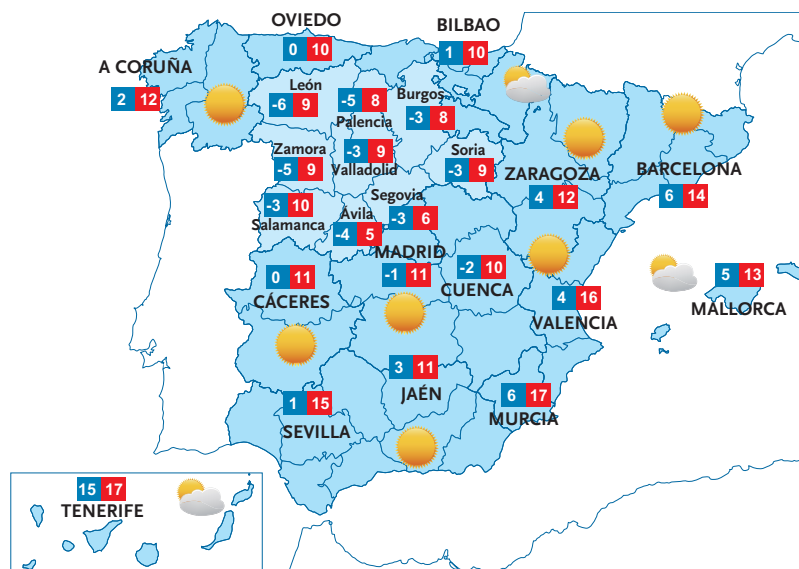 OVIEDO
0 10
BILBAO
1 10
A CORUÑA
2 12
León
-6 9
-5 8
Palencia
Burgos
-3 8
Zamora
-5 9
-3 9
Valladolid
Soria
-3 9
ZARAGOZA
4 12
BARCELONA
6 14
-3 10
Salamanca
Ávila
-4 5
Segovia
-3 6
MADRID
-1 11
-2 10
CUENCA
0 11
CÁCERES
4 16
VALENCIA
5 13
MALLORCA
3 11
JAÉN
1 15
SEVILLA
6 17
MURCIA
15 17
TENERIFE